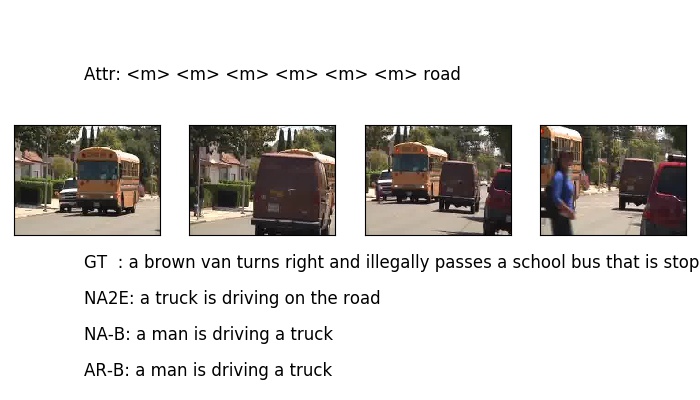 Attr: <m> <m> <m> <m> <m> <m> road
GT  : a brown van turns right and illegally passes a school bus that is stop
NA2E: a truck is driving on the road
NA-B: a man is driving a truck
AR-B: a man is driving a truck